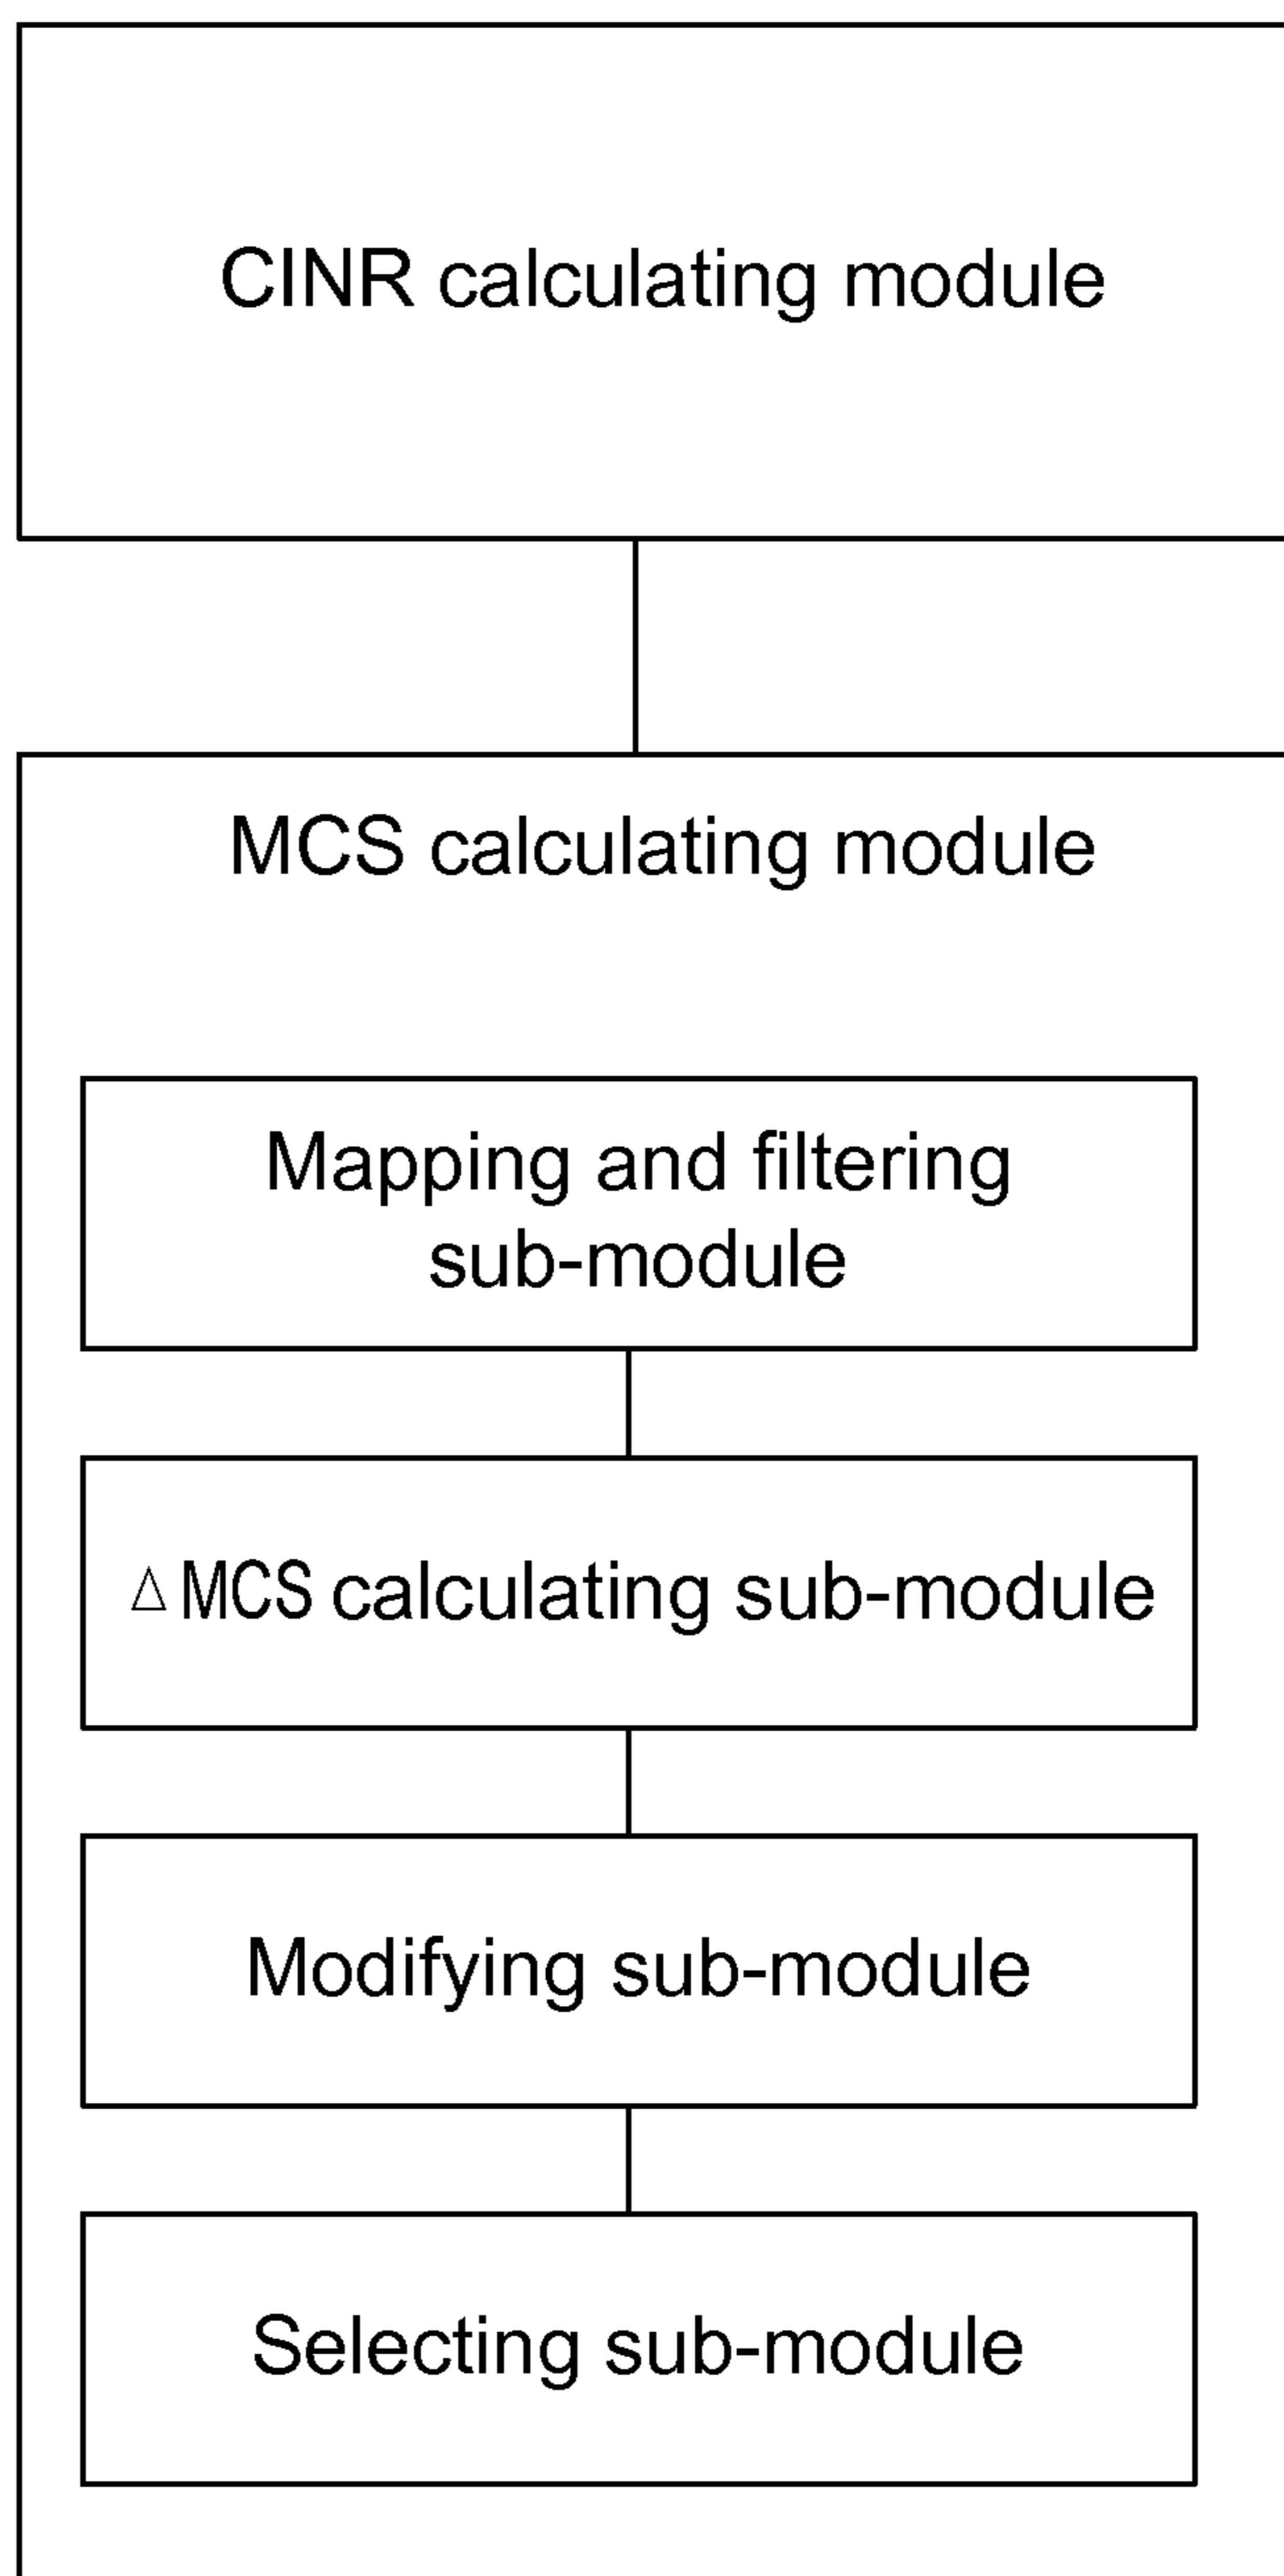 CINR calculating module
MCS calculating module
Mapping and filtering
sub-module
△MCS calculating sub-module
Modifying sub-module
Selecting sub-module